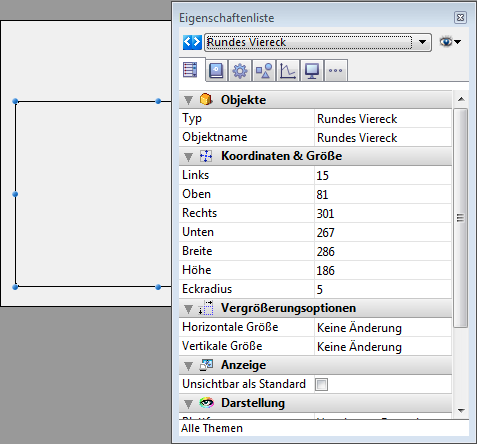 Eigenschaftenliste
Rundes Viereck
Objekte
Typ Rundes Viereck
Objektname Rundes Viereck
Koordinaten & Größe
Links 15
Oben 81
Rechts 301
Unten 267
Breite 286
Höhe 186
Eckradius 5
Vergrößerungsoptionen
Horizontale Größe Keine Änderung
Vertikale Größe Keine Änderung
Anzeige
Unsichtbar als Standard
Darstellung
Alle Themen